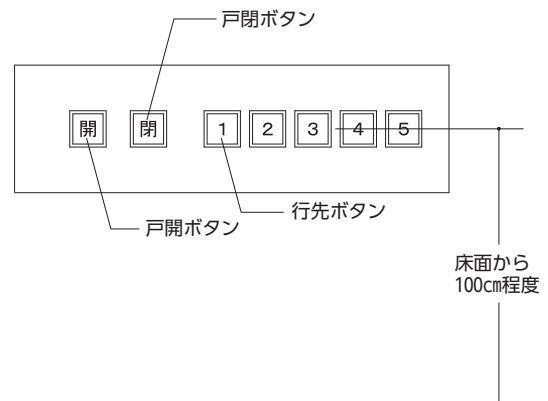 戸閉ボタン
開 閉 1 2 3 4 5
行先ボタン
戸開ボタン
床面から
100cm程度